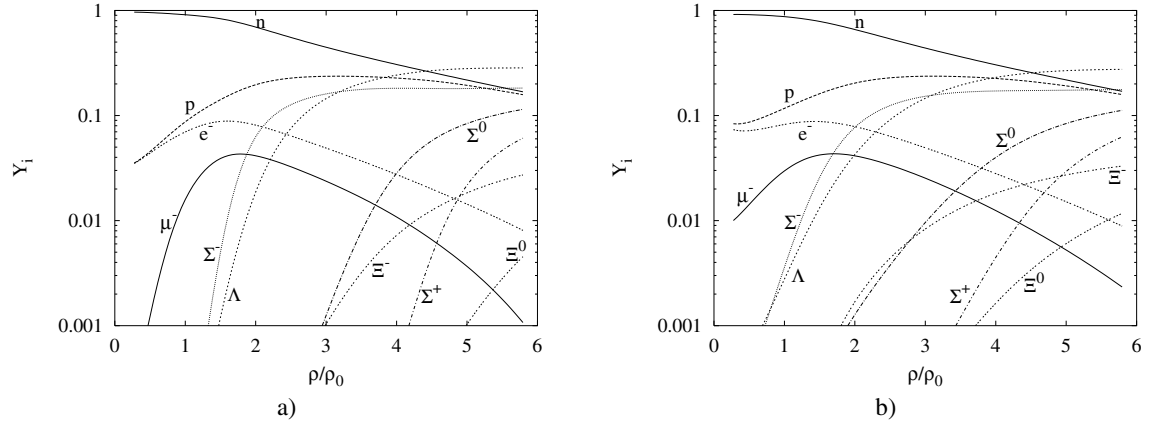 1
0.1
0.01
0.001
Y_i
0 1 2 3 4 5 6
ρ/ρ_0
n
p
e^-
μ^-
Σ^-
Λ
Σ^0
Ξ^-
Σ^+
Ξ^0
a)
1
0.1
0.01
0.001
Y_i
0 1 2 3 4 5 6
ρ/ρ_0
n
p
e^-
μ^-
Σ^-
Λ
Σ^0
Ξ^-
Σ^+
Ξ^0
b)